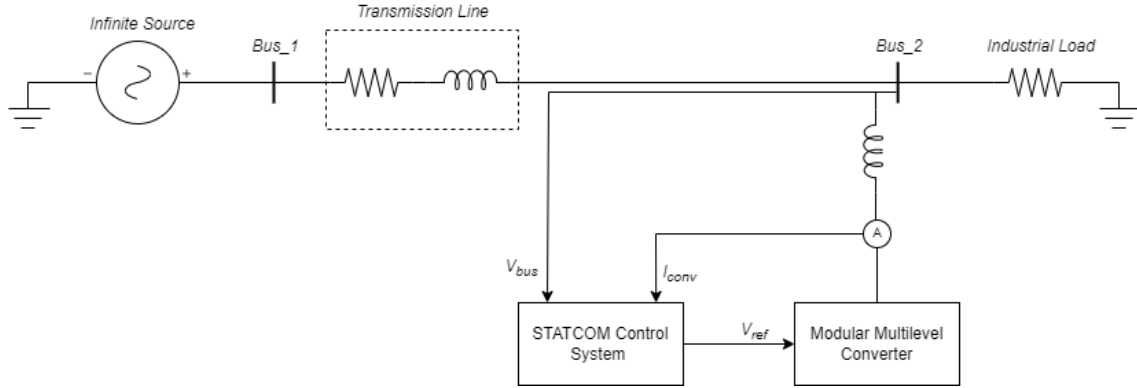 Transmission Line
Infinite Source
Bus_1
Bus_2
Industrial Load
−
+
A
V_bus
I_conv
STATCOM Control
System
V_ref
Modular Multilevel
Converter